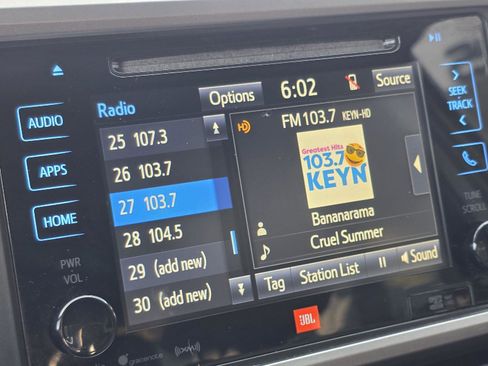 Radio
Options
6:02
Source
AUDIO
APPS
HOME
PWR
VOL
25 107.3
26 103.7
27 103.7
28 104.5
29 (add new)
30 (add new)
HD
FM 103.7 KEYN-HD
Greatest Hits
103.7
KEYN
Bananarama
Cruel Summer
Tag
Station List
Sound
SEEK
TRACK
TUNE
SCROLL
JBL
gracenote